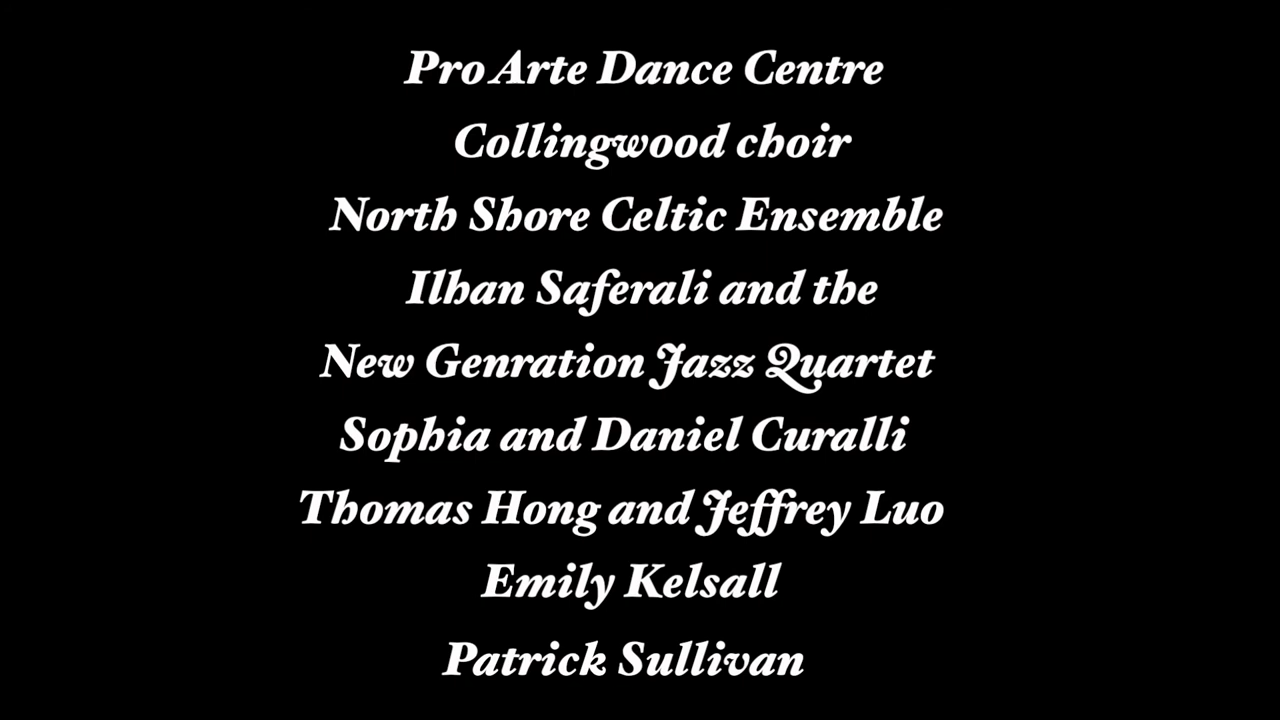 Pro Arte Dance Centre
Collingwood choir
North Shore Celtic Ensemble
Ilhan Saferali and the
New Genration Jazz Quartet
Sophia and Daniel Curalli
Thomas Hong and Jeffrey Luo
Emily Kelsall
Patrick Sullivan